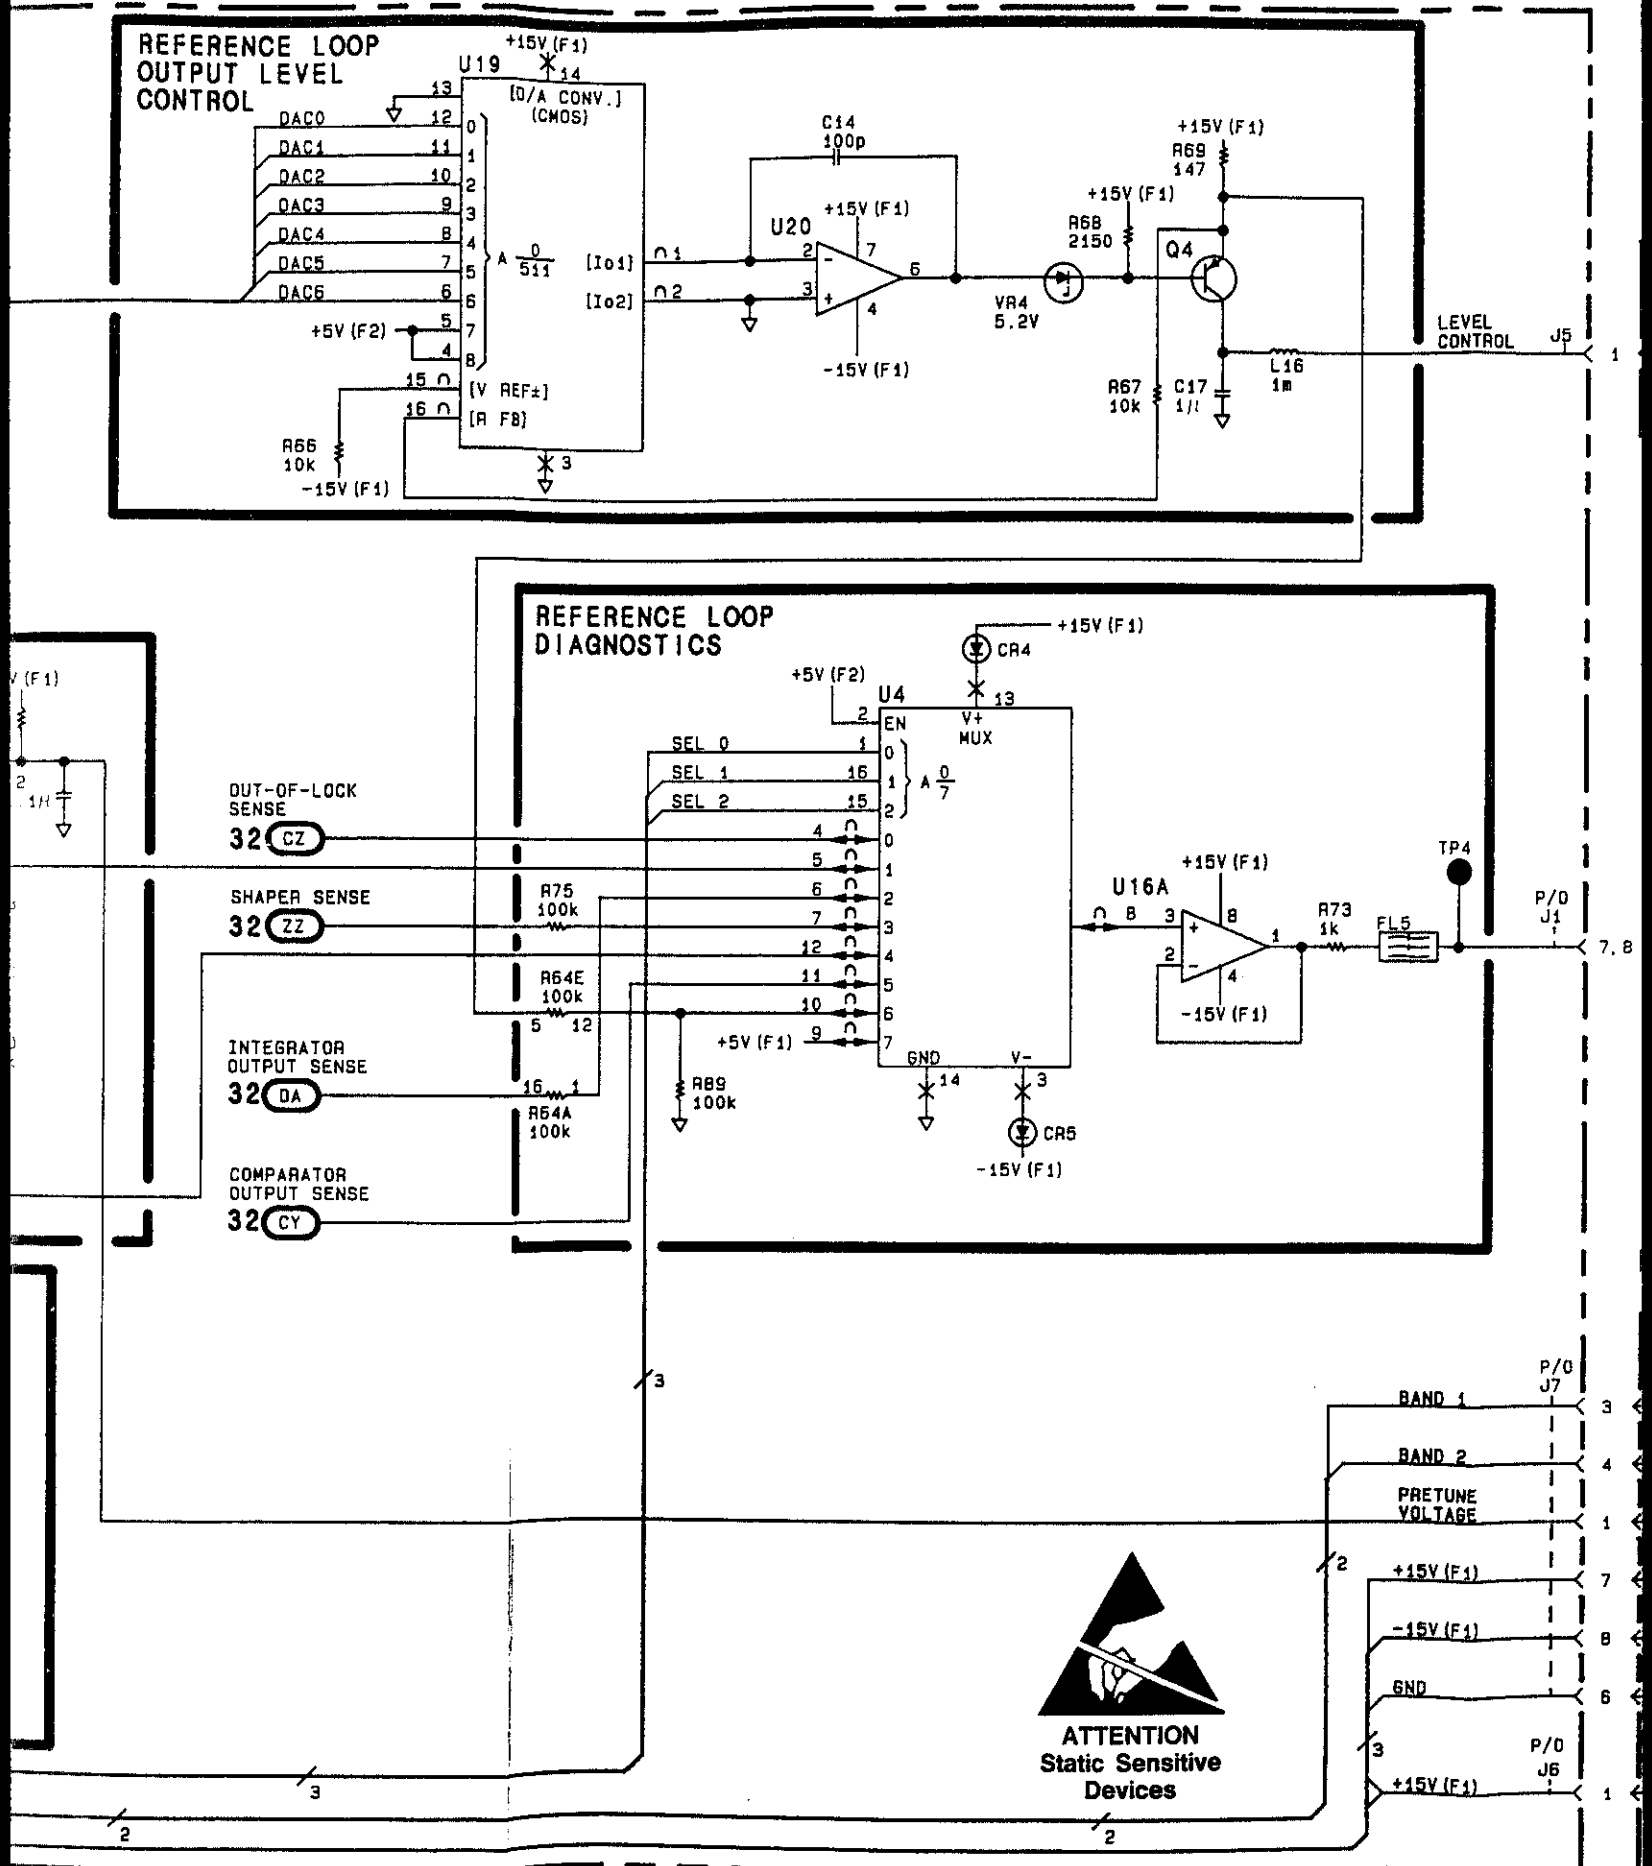 REFERENCE LOOP
OUTPUT LEVEL
CONTROL
U19
+15V (F1)
14
[D/A CONV.]
(CMOS)
13
DAC0 12 0
DAC1 11 1
DAC2 10 2
DAC3 9 3
DAC4 8 4
DAC5 7 5
DAC6 6 6
+5V (F2) 5 7
4 8
A 0/511
[Io1] 1
[Io2] 2
15 [V REF±]
16 [R FB]
R66
10k
-15V (F1)
3
C14
100p
U20
+15V (F1)
7
2 -
3 +
6
4
-15V (F1)
VR4
5.2V
+15V (F1)
R68
2150
+15V (F1)
R69
147
Q4
R67
10k
C17
1μ
L16
1m
LEVEL
CONTROL
J5
1
REFERENCE LOOP
DIAGNOSTICS
+15V (F1)
CR4
+5V (F2)
U4
13
V+
MUX
2 EN
SEL 0 1 0
SEL 1 16 1
SEL 2 15 2
A 0/7
V (F1)
2
.1μ
OUT-OF-LOCK
SENSE
32 CZ
4 0
5 1
6 2
SHAPER SENSE
32 ZZ
R75
100k
7 3
12 4
11 5
R64E
100k
5 12
10 6
+5V (F1) 9 7
GND
14
V-
3
CR5
-15V (F1)
INTEGRATOR
OUTPUT SENSE
32 DA
16 1
R64A
100k
R89
100k
COMPARATOR
OUTPUT SENSE
32 CY
8
U16A
+15V (F1)
8
3 +
2 -
1
4
-15V (F1)
R73
1k
FL5
TP4
P/O
J1
7,8
3
P/O
J7
BAND 1 3
BAND 2 4
PRETUNE
VOLTAGE 1
2
+15V (F1) 7
-15V (F1) 8
GND 6
3
P/O
J6
+15V (F1) 1
ATTENTION
Static Sensitive
Devices
3
2
2